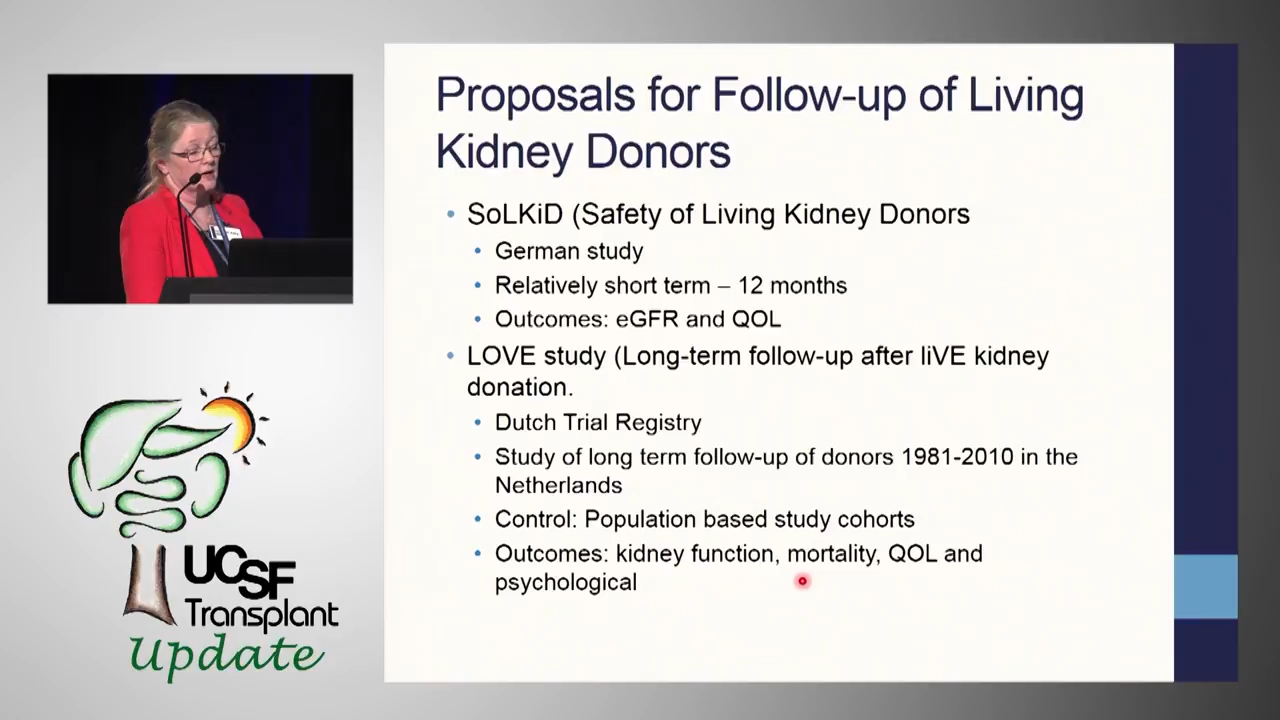 Proposals for Follow-up of Living
Kidney Donors
• SoLKiD (Safety of Living Kidney Donors
• German study
• Relatively short term – 12 months
• Outcomes: eGFR and QOL
• LOVE study (Long-term follow-up after liVE kidney
donation.
• Dutch Trial Registry
• Study of long term follow-up of donors 1981-2010 in the
Netherlands
• Control: Population based study cohorts
• Outcomes: kidney function, mortality, QOL and
psychological
UCSF
Transplant
Update